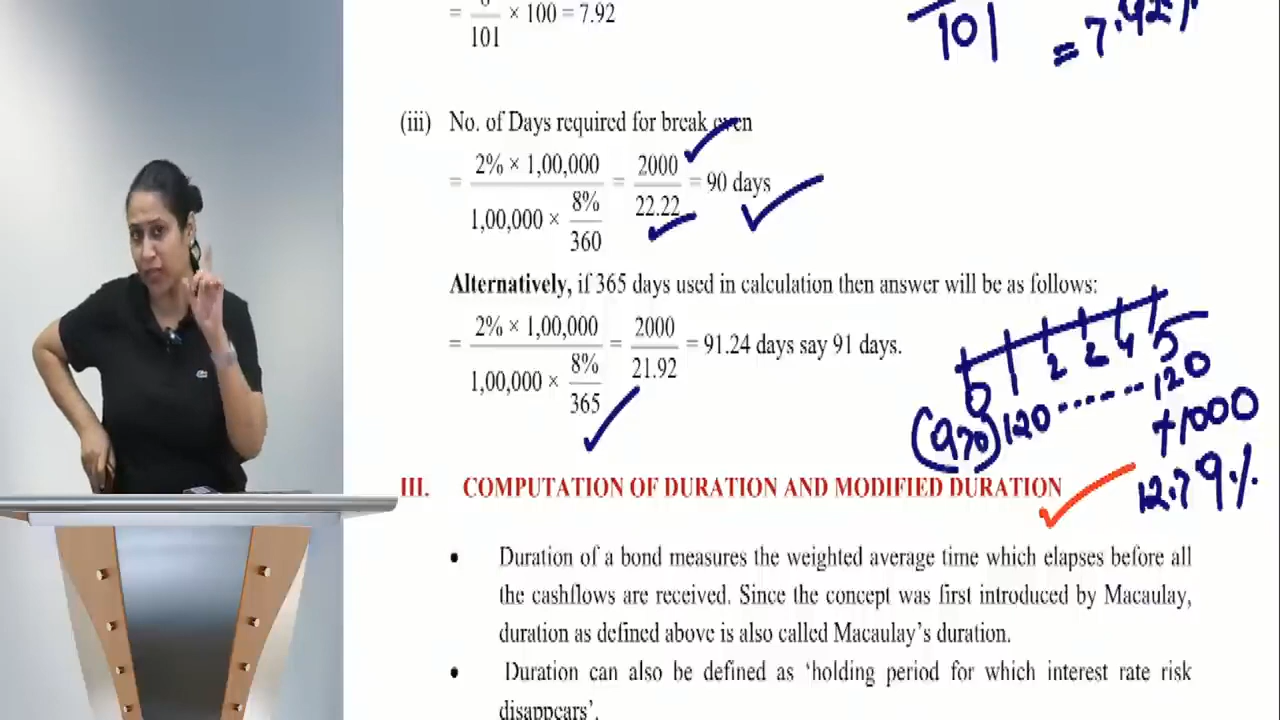 = 8/101 × 100 = 7.92
101 = 7.92%
(iii) No. of Days required for break even
= 2% × 1,00,000 / 1,00,000 × 8%/360 = 2000/22.22 = 90 days
Alternatively, if 365 days used in calculation then answer will be as follows:
= 2% × 1,00,000 / 1,00,000 × 8%/365 = 2000/21.92 = 91.24 days say 91 days.
0 1 2 2 4 5
(970) 120 ....... 120
+1000
12.79%
III. COMPUTATION OF DURATION AND MODIFIED DURATION
• Duration of a bond measures the weighted average time which elapses before all
the cashflows are received. Since the concept was first introduced by Macaulay,
duration as defined above is also called Macaulay’s duration.
• Duration can also be defined as ‘holding period for which interest rate risk
disappears’.